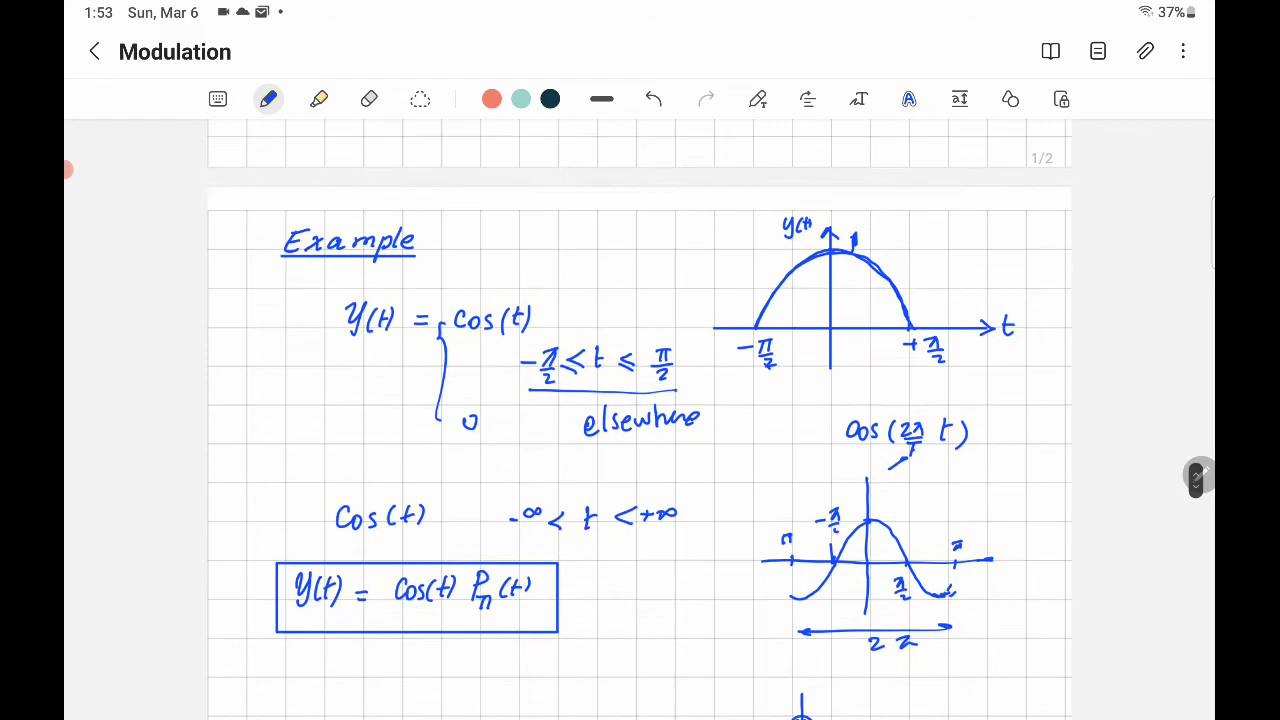 1:53 Sun, Mar 6
37%
Modulation
1/2
Example
y(t)
1
t
-π/2
+π/2
y(t) = { cos(t)
-π/2 ≤ t ≤ π/2
0 elsewhere
Cos(2π/T t)
Cos(t) -∞ < t < +∞
-π/2
π
π
π/2
2π
y(t) = Cos(t) Pπ(t)